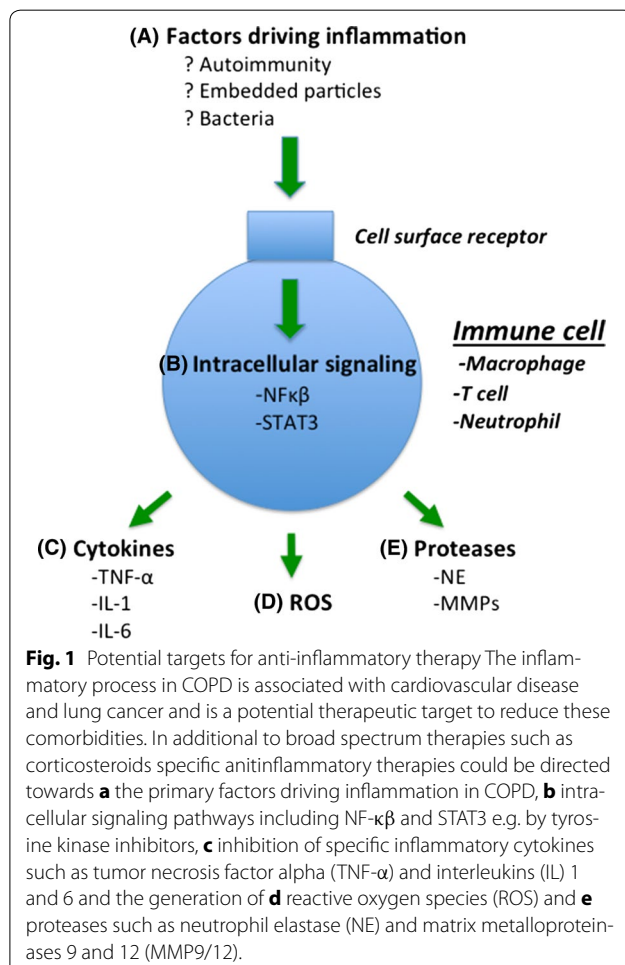 (A) Factors driving inflammation
? Autoimmunity
? Embedded particles
? Bacteria
Cell surface receptor
Immune cell
-Macrophage
-T cell
-Neutrophil
(B) Intracellular signaling
-NFκβ
-STAT3
(C) Cytokines
-TNF-α
-IL-1
-IL-6
(D) ROS
(E) Proteases
-NE
-MMPs
Fig. 1 Potential targets for anti-inflammatory therapy The inflam-
matory process in COPD is associated with cardiovascular disease
and lung cancer and is a potential therapeutic target to reduce these
comorbidities. In additional to broad spectrum therapies such as
corticosteroids specific anitinflammatory therapies could be directed
towards a the primary factors driving inflammation in COPD, b intra-
cellular signaling pathways including NF-κβ and STAT3 e.g. by tyros-
ine kinase inhibitors, c inhibition of specific inflammatory cytokines
such as tumor necrosis factor alpha (TNF-α) and interleukins (IL) 1
and 6 and the generation of d reactive oxygen species (ROS) and e
proteases such as neutrophil elastase (NE) and matrix metalloprotein-
ases 9 and 12 (MMP9/12).